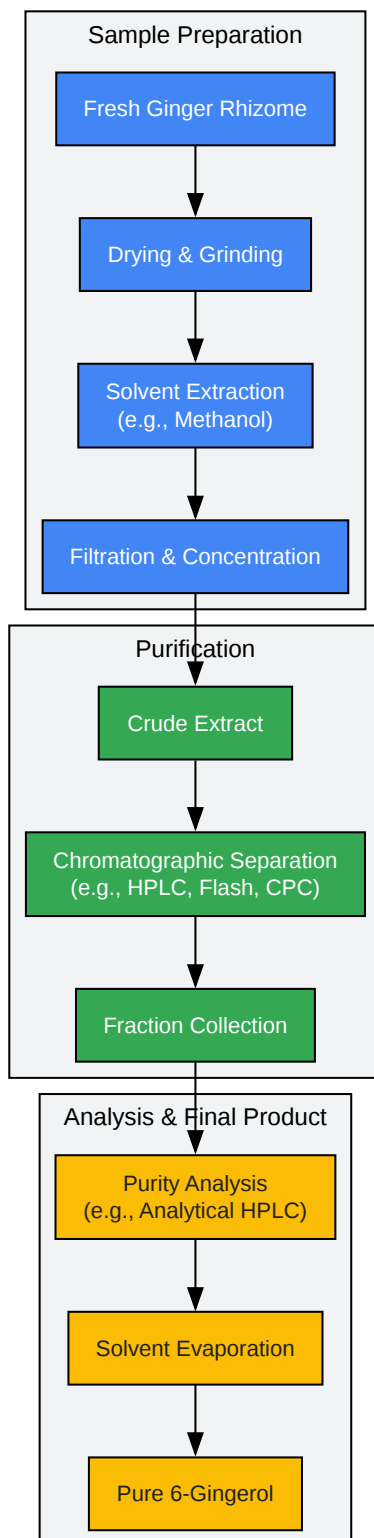 Sample Preparation
Fresh Ginger Rhizome
Drying & Grinding
Solvent Extraction
(e.g., Methanol)
Filtration & Concentration
Purification
Crude Extract
Chromatographic Separation
(e.g., HPLC, Flash, CPC)
Fraction Collection
Analysis & Final Product
Purity Analysis
(e.g., Analytical HPLC)
Solvent Evaporation
Pure 6-Gingerol